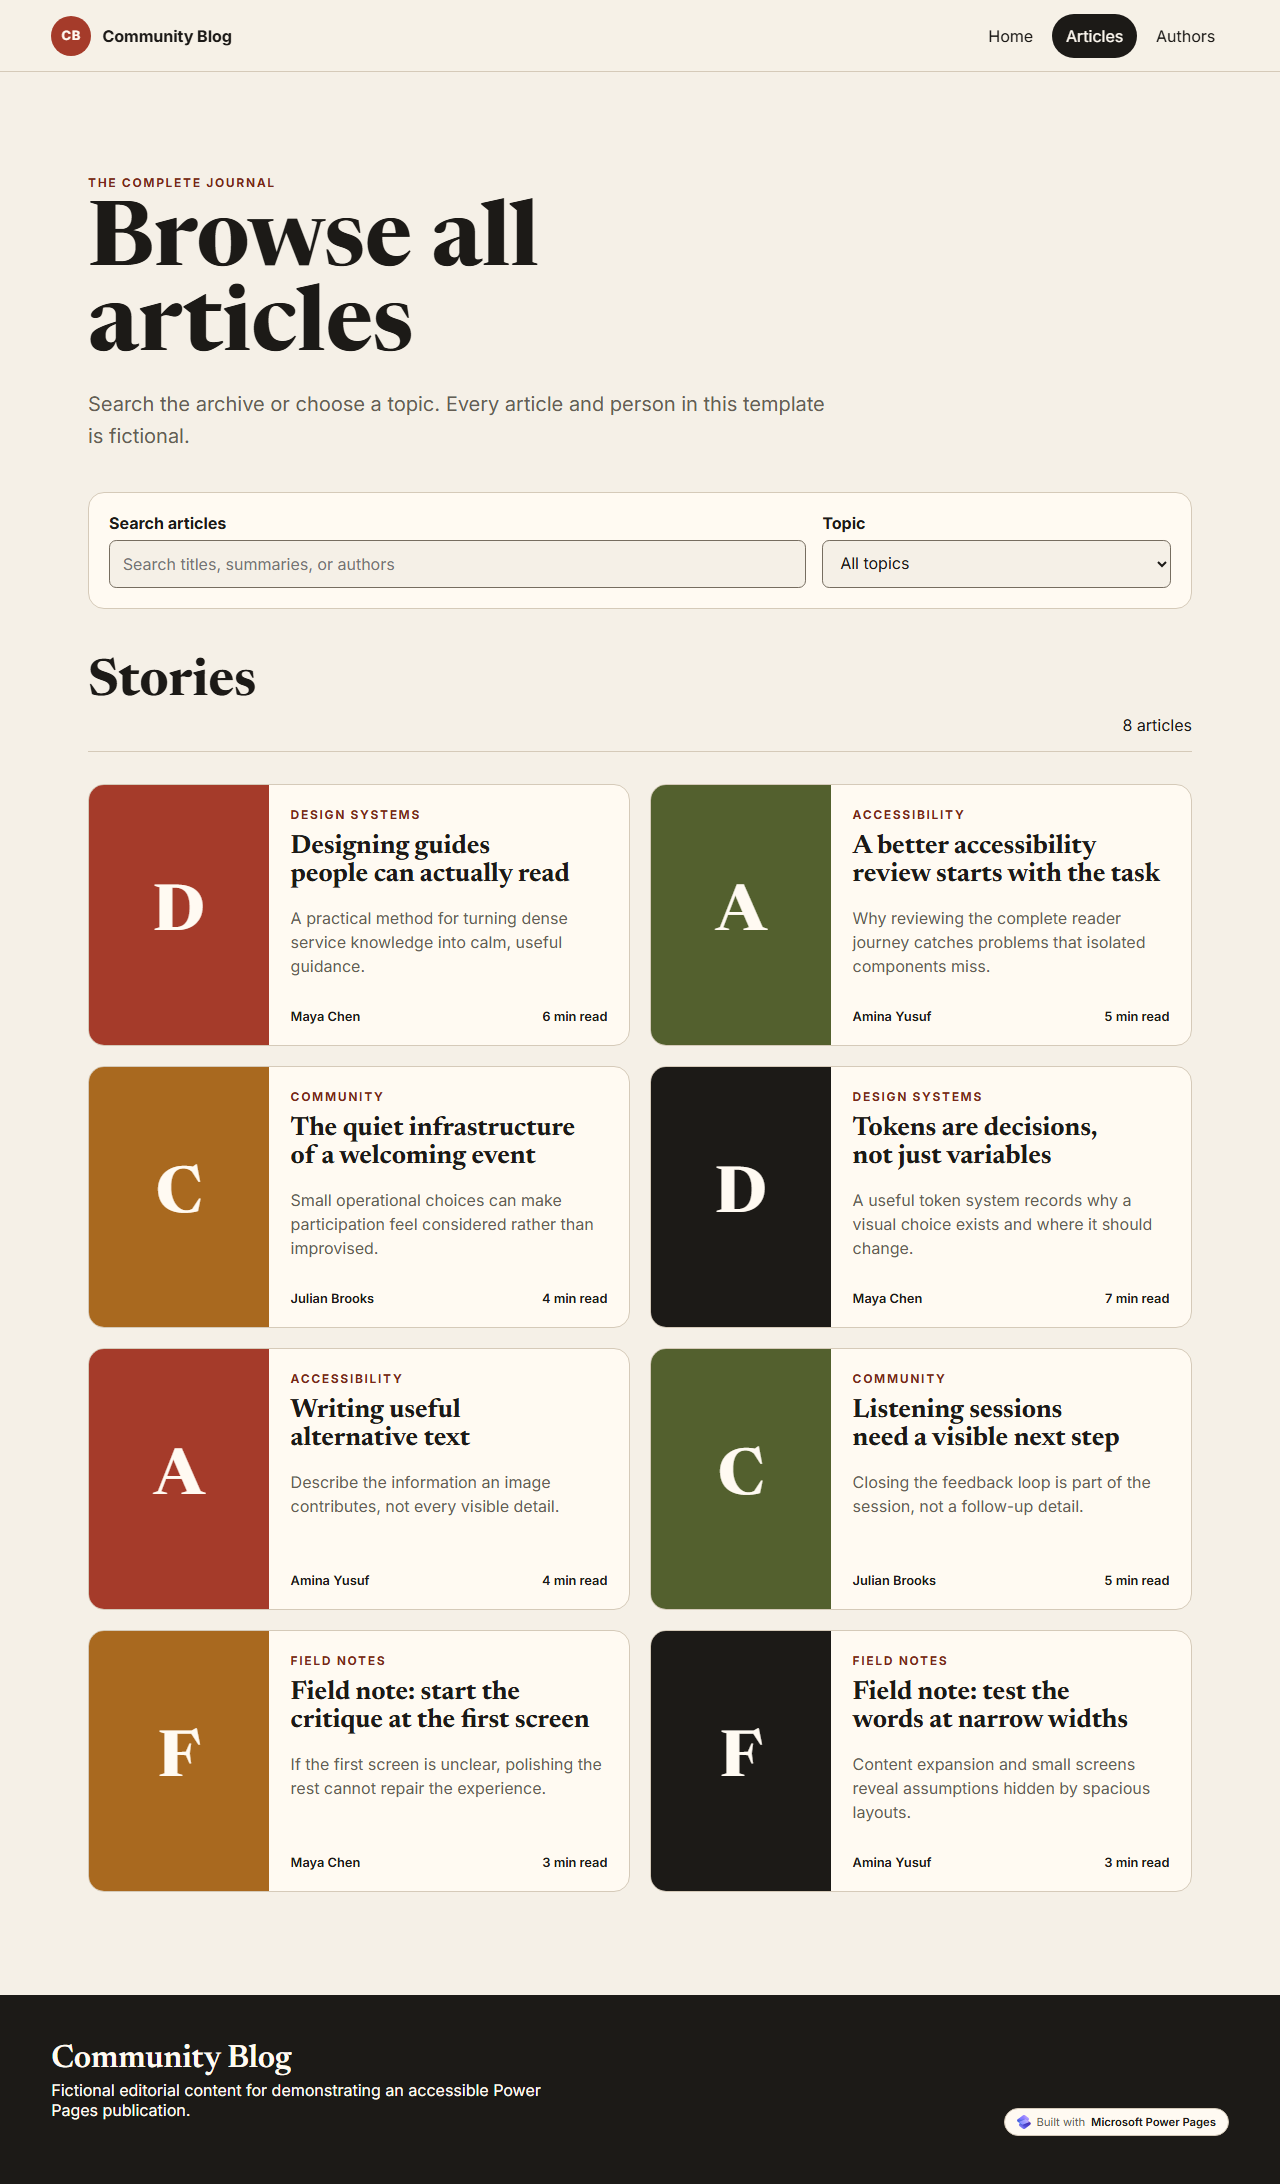 CB
Community Blog
Home
Articles
Authors
THE COMPLETE JOURNAL
Browse all
articles
Search the archive or choose a topic. Every article and person in this template
is fictional.
Search articles
Topic
Search titles, summaries, or authors
All topics
Stories
8 articles
D
DESIGN SYSTEMS
Designing guides
people can actually read
A practical method for turning dense
service knowledge into calm, useful
guidance.
Maya Chen
6 min read
A
ACCESSIBILITY
A better accessibility
review starts with the task
Why reviewing the complete reader
journey catches problems that isolated
components miss.
Amina Yusuf
5 min read
C
COMMUNITY
The quiet infrastructure
of a welcoming event
Small operational choices can make
participation feel considered rather than
improvised.
Julian Brooks
4 min read
D
DESIGN SYSTEMS
Tokens are decisions,
not just variables
A useful token system records why a
visual choice exists and where it should
change.
Maya Chen
7 min read
A
ACCESSIBILITY
Writing useful
alternative text
Describe the information an image
contributes, not every visible detail.
Amina Yusuf
4 min read
C
COMMUNITY
Listening sessions
need a visible next step
Closing the feedback loop is part of the
session, not a follow-up detail.
Julian Brooks
5 min read
F
FIELD NOTES
Field note: start the
critique at the first screen
If the first screen is unclear, polishing the
rest cannot repair the experience.
Maya Chen
3 min read
F
FIELD NOTES
Field note: test the
words at narrow widths
Content expansion and small screens
reveal assumptions hidden by spacious
layouts.
Amina Yusuf
3 min read
Community Blog
Fictional editorial content for demonstrating an accessible Power
Pages publication.
Built with Microsoft Power Pages